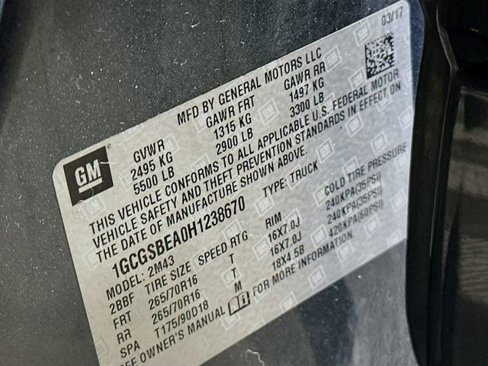 03/17
MFD BY GENERAL MOTORS LLC
GVWR GAWR FRT GAWR RR
2495 KG 1315 KG 1497 KG
5500 LB 2900 LB 3300 LB
GM
THIS VEHICLE CONFORMS TO ALL APPLICABLE U.S. FEDERAL MOTOR
VEHICLE SAFETY AND THEFT PREVENTION STANDARDS IN EFFECT ON
THE DATE OF MANUFACTURE SHOWN ABOVE.
1GCGSBEA0H1238670 TYPE: TRUCK
MODEL: 2M43
2BBF TIRE SIZE SPEED RTG RIM COLD TIRE PRESSURE
FRT 265/70R16 T 16X7.0J 240KPA(35PSI)
RR 265/70R16 T 16X7.0J 240KPA(35PSI)
SPA T175/90D18 M 18X4.5B 420KPA(60PSI)
SEE OWNER'S MANUAL FOR MORE INFORMATION.